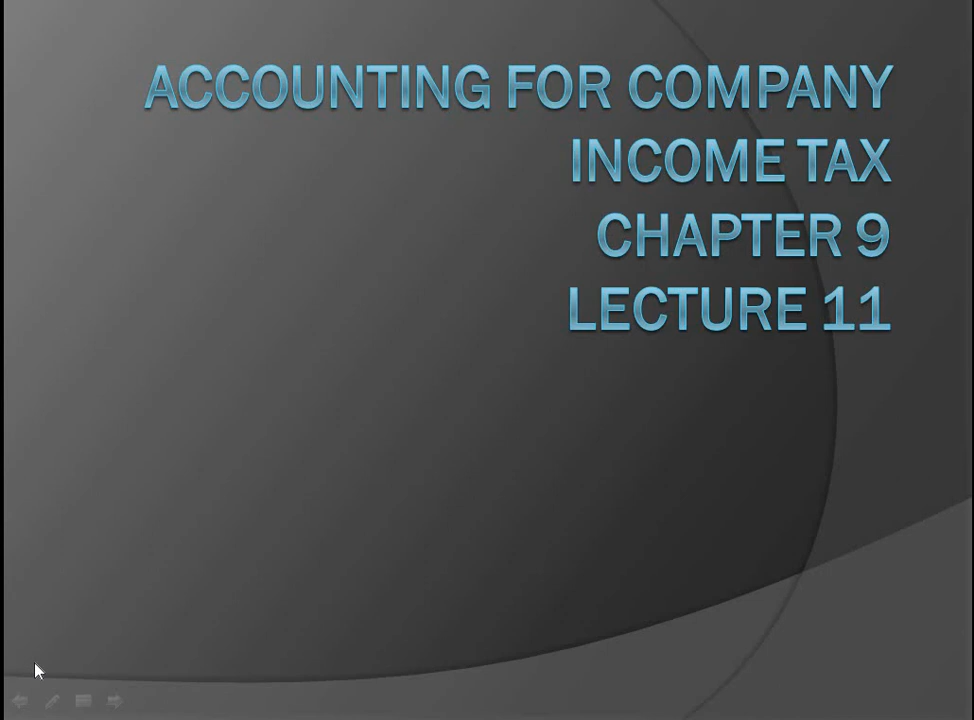 ACCOUNTING FOR COMPANY
INCOME TAX
CHAPTER 9
LECTURE 11